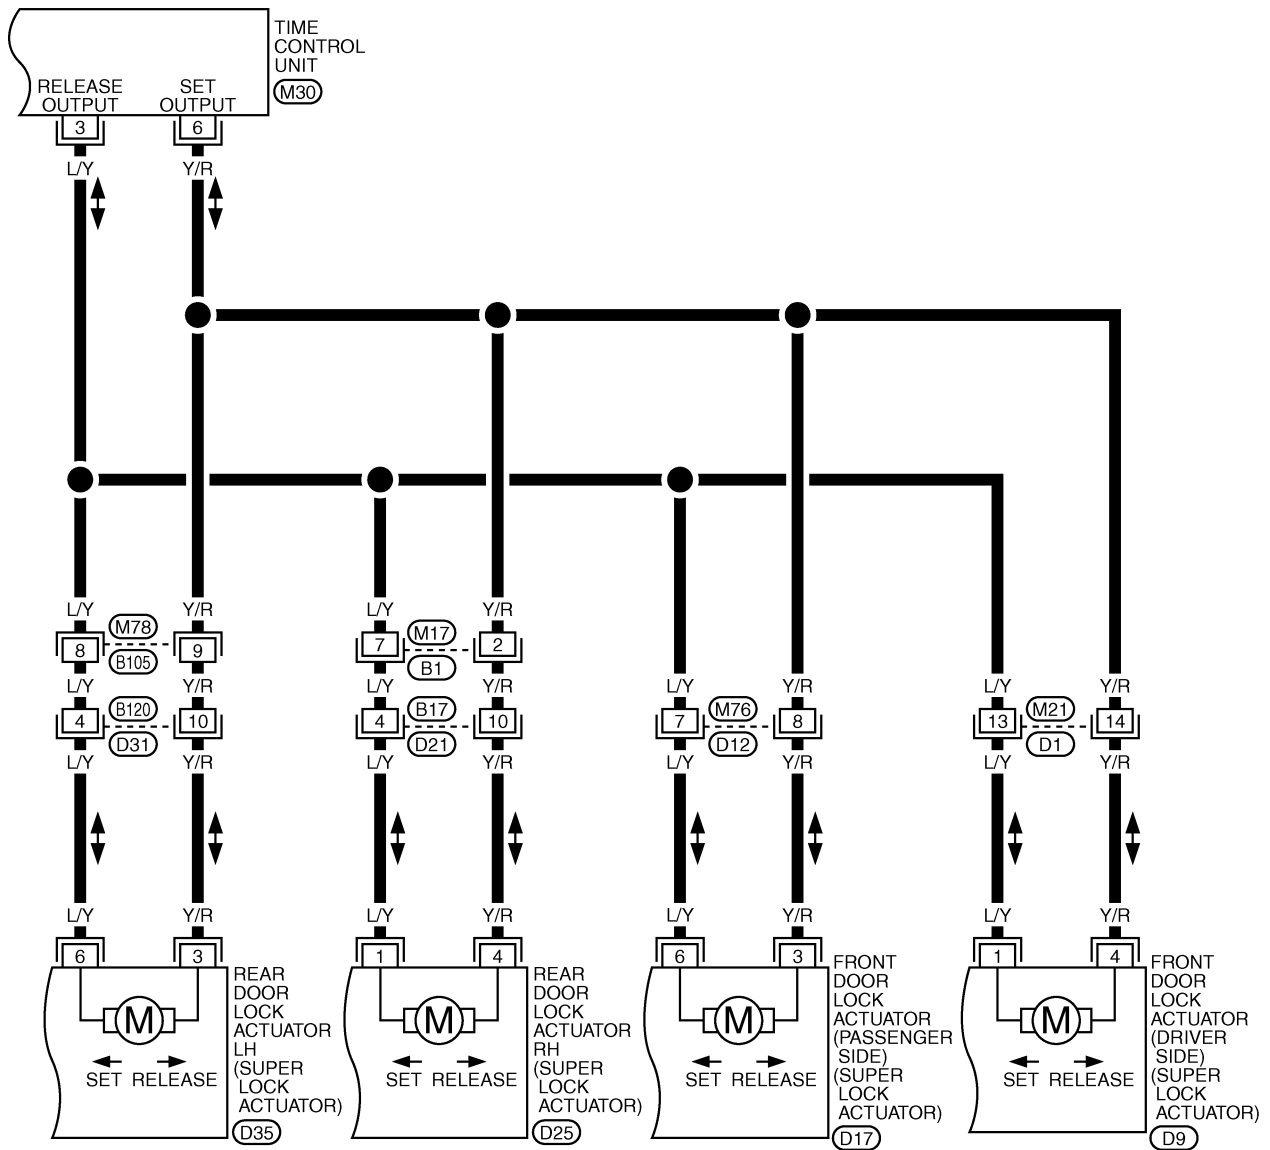 TIME
CONTROL
UNIT
M30
RELEASE
OUTPUT
SET
OUTPUT
3
6
L/Y
Y/R
L/Y
Y/R
L/Y
Y/R
8
M78
B105
9
7
M17
B1
2
L/Y
Y/R
L/Y
Y/R
L/Y
Y/R
L/Y
Y/R
4
B120
D31
10
4
B17
D21
10
7
M76
D12
8
13
M21
D1
14
L/Y
Y/R
L/Y
Y/R
L/Y
Y/R
L/Y
Y/R
L/Y
Y/R
L/Y
Y/R
L/Y
Y/R
L/Y
Y/R
6
3
1
4
6
3
1
4
M
SET RELEASE
REAR
DOOR
LOCK
ACTUATOR
LH
(SUPER
LOCK
ACTUATOR)
D35
M
SET RELEASE
REAR
DOOR
LOCK
ACTUATOR
RH
(SUPER
LOCK
ACTUATOR)
D25
M
SET RELEASE
FRONT
DOOR
LOCK
ACTUATOR
(PASSENGER
SIDE)
(SUPER
LOCK
ACTUATOR)
D17
M
SET RELEASE
FRONT
DOOR
LOCK
ACTUATOR
(DRIVER
SIDE)
(SUPER
LOCK
ACTUATOR)
D9